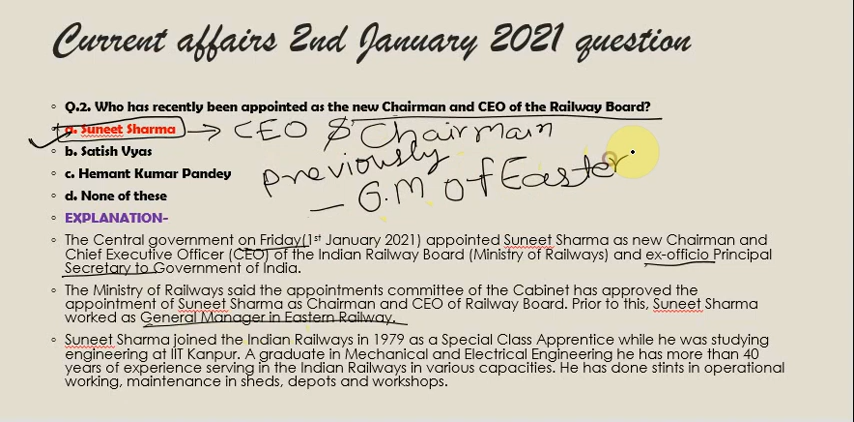 Current affairs 2nd January 2021 question
Q.2. Who has recently been appointed as the new Chairman and CEO of the Railway Board?
a. Suneet Sharma → CEO & Chairman
b. Satish Vyas
previously
c. Hemant Kumar Pandey
– G.M. of Easter
d. None of these
EXPLANATION-
The Central government on Friday(1st January 2021) appointed Suneet Sharma as new Chairman and
Chief Executive Officer (CEO) of the Indian Railway Board (Ministry of Railways) and ex-officio Principal
Secretary to Government of India.
The Ministry of Railways said the appointments committee of the Cabinet has approved the
appointment of Suneet Sharma as Chairman and CEO of Railway Board. Prior to this, Suneet Sharma
worked as General Manager in Eastern Railway.
Suneet Sharma joined the Indian Railways in 1979 as a Special Class Apprentice while he was studying
engineering at IIT Kanpur. A graduate in Mechanical and Electrical Engineering he has more than 40
years of experience serving in the Indian Railways in various capacities. He has done stints in operational
working, maintenance in sheds, depots and workshops.